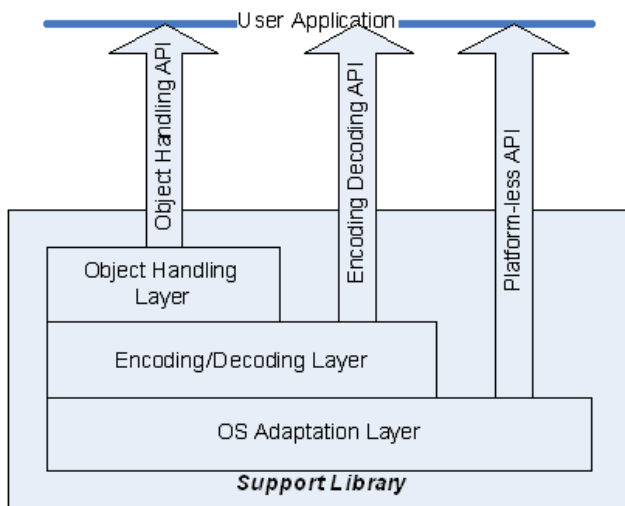 User Application
Object Handling API
Encoding Decoding API
Platform-less API
Object Handling
Layer
Encoding/Decoding Layer
OS Adaptation Layer
Support Library